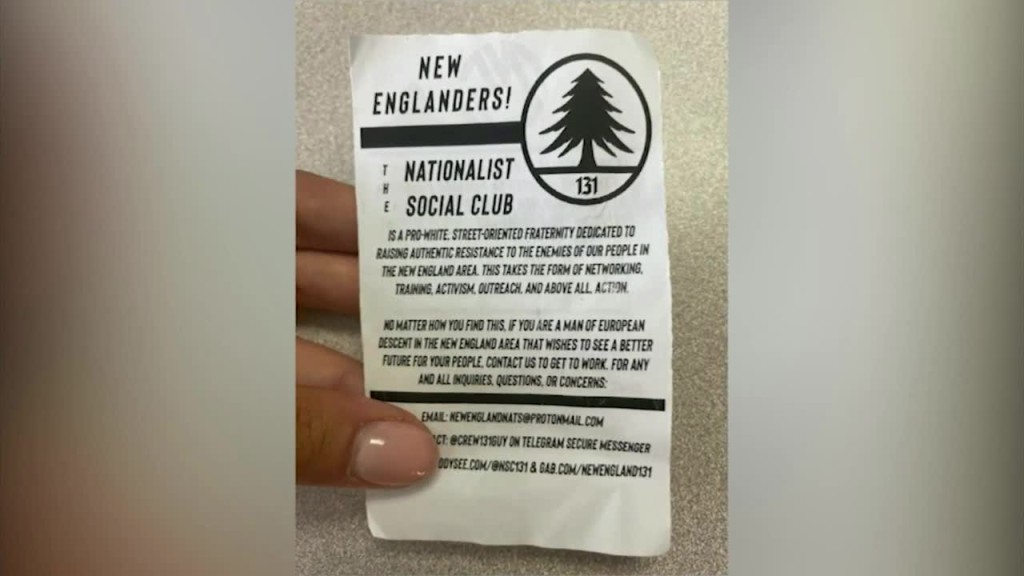 NEW
ENGLANDERS!
131
THE
NATIONALIST
SOCIAL CLUB
IS A PRO-WHITE, STREET-ORIENTED FRATERNITY DEDICATED TO
RAISING AUTHENTIC RESISTANCE TO THE ENEMIES OF OUR PEOPLE IN
THE NEW ENGLAND AREA. THIS TAKES THE FORM OF NETWORKING,
TRAINING, ACTIVISM, OUTREACH, AND ABOVE ALL, ACTION.
NO MATTER HOW YOU FIND THIS, IF YOU ARE A MAN OF EUROPEAN
DESCENT IN THE NEW ENGLAND AREA THAT WISHES TO SEE A BETTER
FUTURE FOR YOUR PEOPLE, CONTACT US TO GET TO WORK. FOR ANY
AND ALL INQUIRIES, QUESTIONS, OR CONCERNS:
EMAIL: NEWENGLANDNATS@PROTONMAIL.COM
@CREW131GUY ON TELEGRAM SECURE MESSENGER
ODYSEE.COM/@NSC131 & GAB.COM/NEWENGLAND131